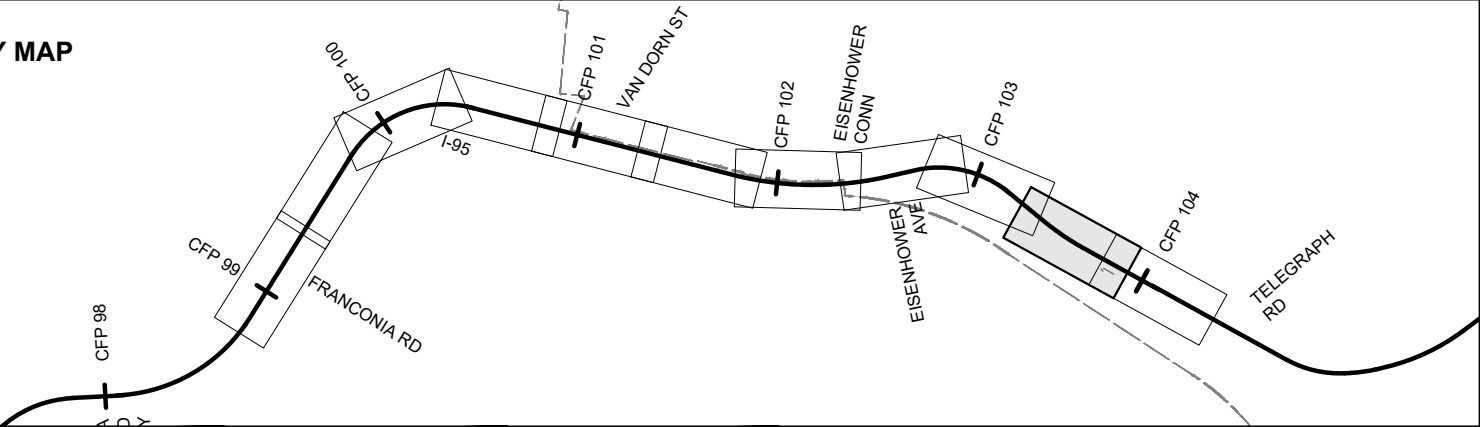 Y MAP
CFP 100
CFP 101
VAN DORN ST
CFP 102
EISENHOWER
CONN
CFP 103
I-95
CFP 99
FRANCONIA RD
CFP 98
EISENHOWER
AVE
CFP 104
TELEGRAPH
RD